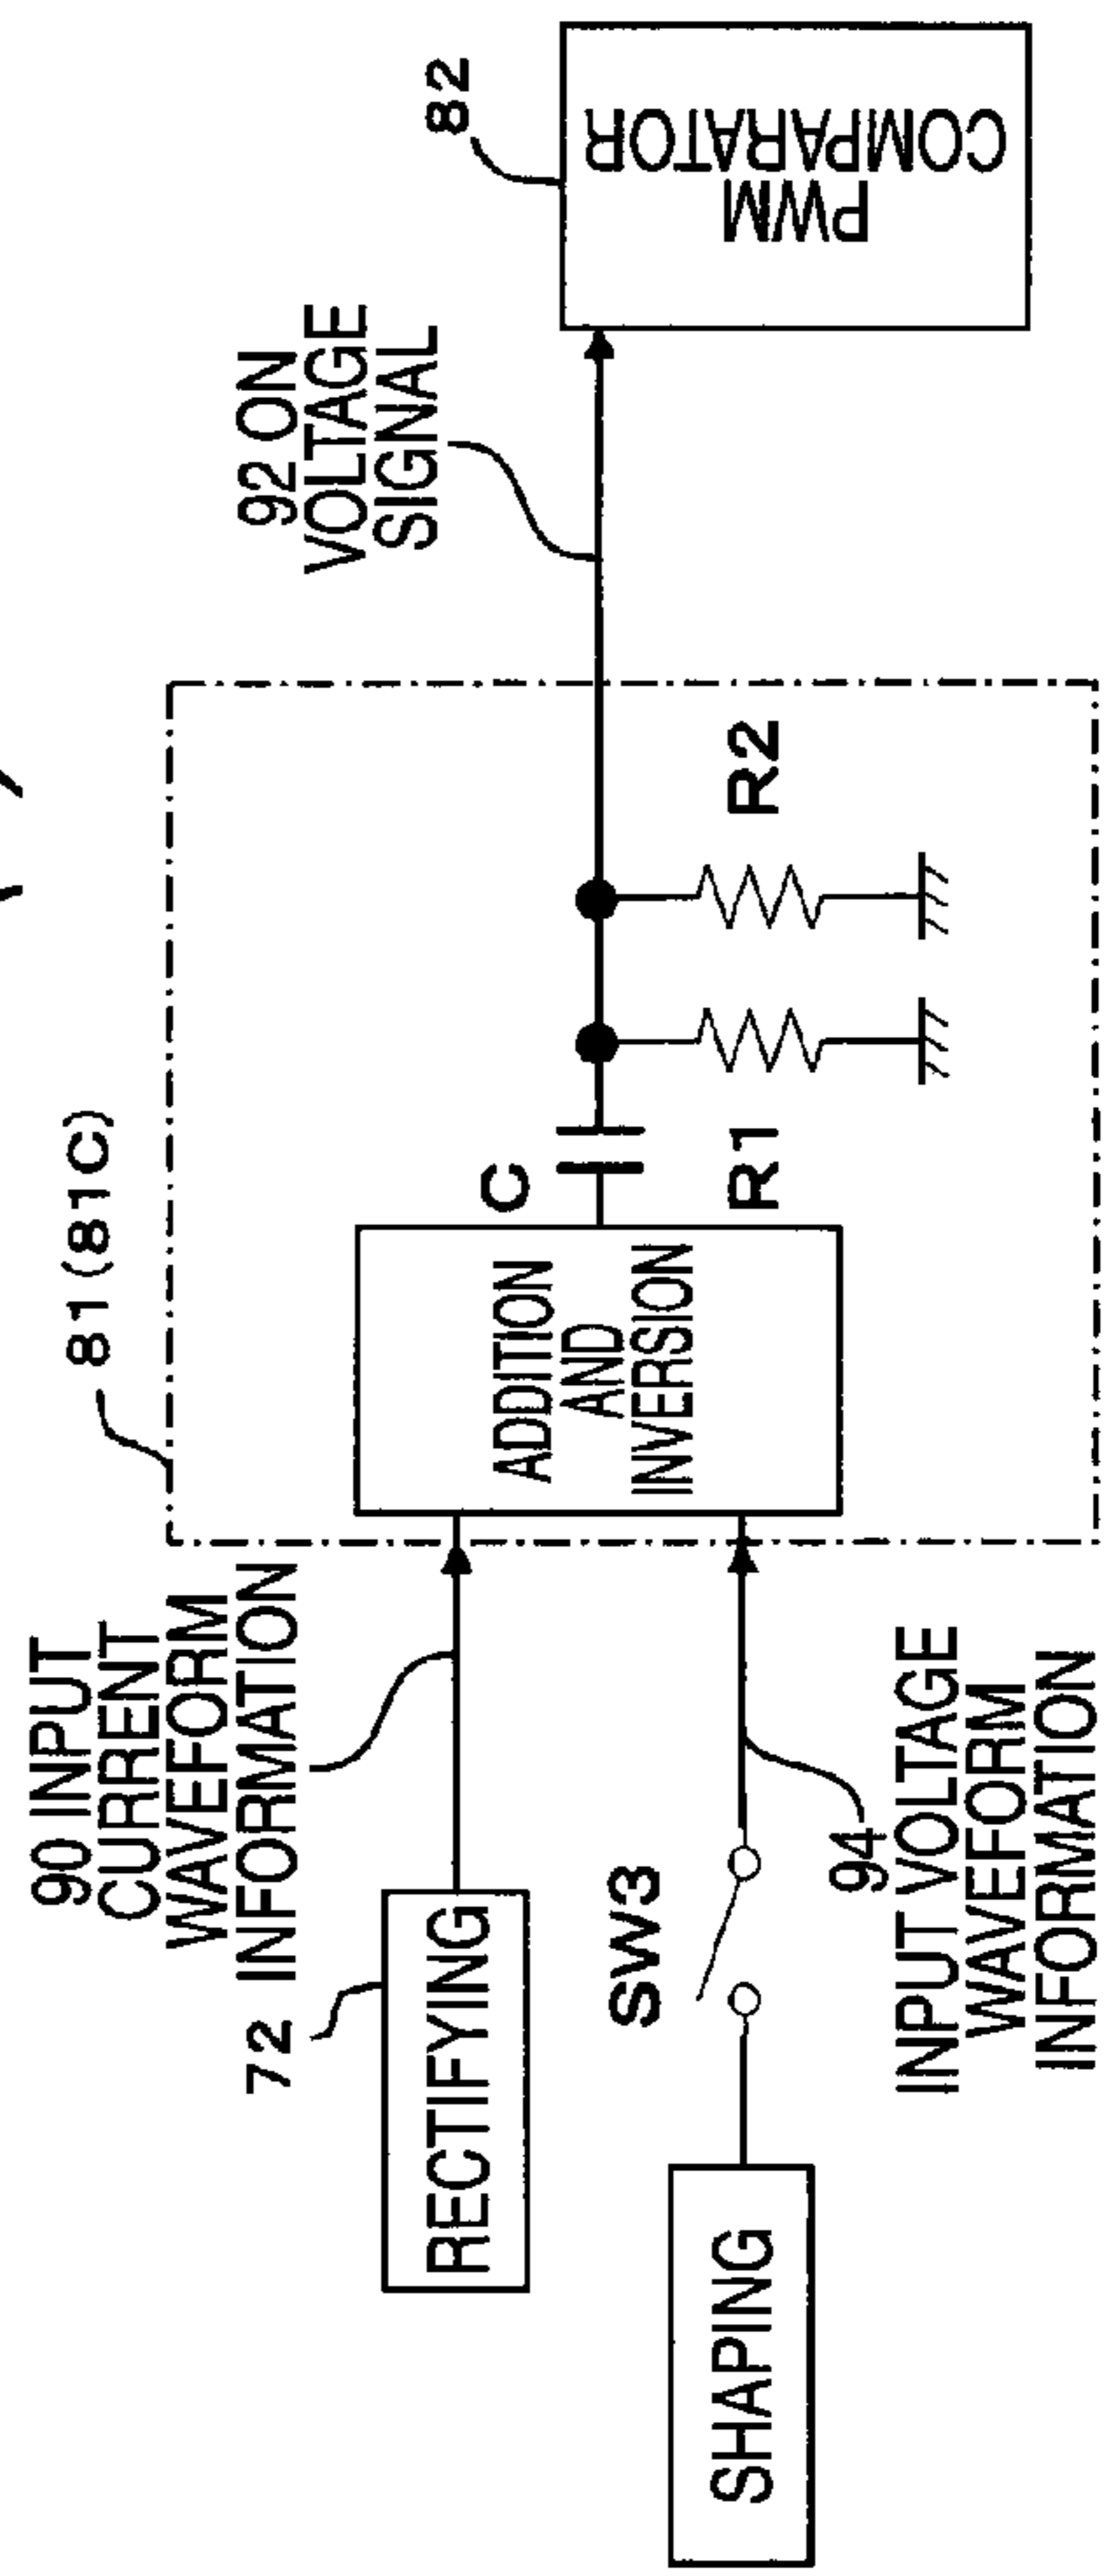 81(81C)
90 INPUT
CURRENT
WAVEFORM
INFORMATION
72
RECTIFYING
SHAPING
SW3
94
INPUT VOLTAGE
WAVEFORM
INFORMATION
ADDITION
AND
INVERSION
C
R1
R2
92 ON
VOLTAGE
SIGNAL
82
PWM
COMPARATOR